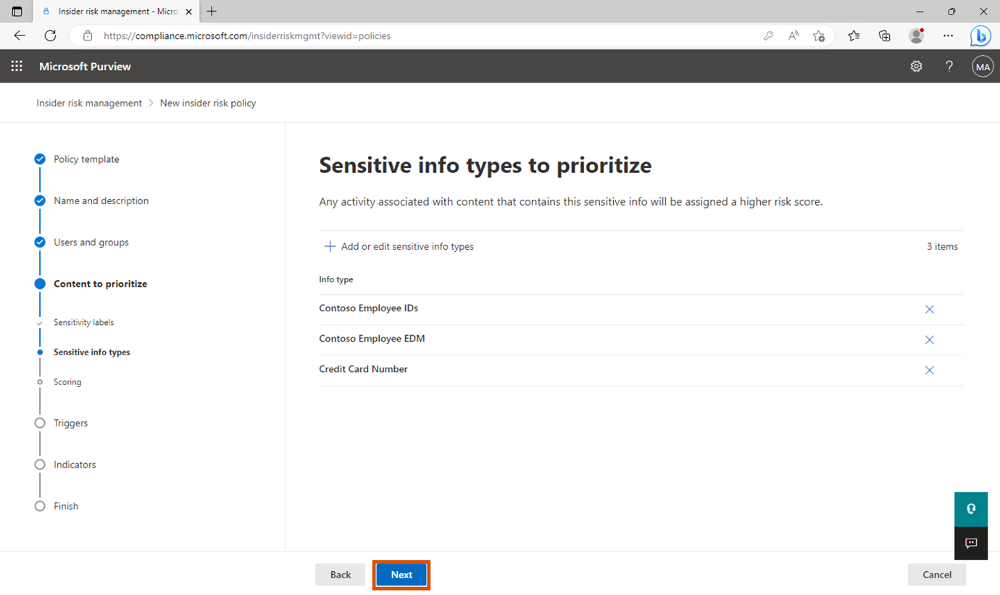 Insider risk management - Micro
https://compliance.microsoft.com/insiderriskmgmt?viewid=policies
Microsoft Purview
MA
Insider risk management > New insider risk policy
Policy template
Name and description
Users and groups
Content to prioritize
Sensitivity labels
Sensitive info types
Scoring
Triggers
Indicators
Finish
Sensitive info types to prioritize
Any activity associated with content that contains this sensitive info will be assigned a higher risk score.
Add or edit sensitive info types
3 items
Info type
Contoso Employee IDs
Contoso Employee EDM
Credit Card Number
Back
Next
Cancel